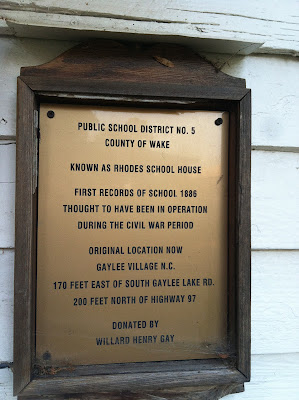 PUBLIC SCHOOL DISTRICT NO. 5
COUNTY OF WAKE
KNOWN AS RHODES SCHOOL HOUSE
FIRST RECORDS OF SCHOOL 1886
THOUGHT TO HAVE BEEN IN OPERATION
DURING THE CIVIL WAR PERIOD
ORIGINAL LOCATION NOW
GAYLEE VILLAGE N.C.
170 FEET EAST OF SOUTH GAYLEE LAKE RD.
200 FEET NORTH OF HIGHWAY 97
DONATED BY
WILLARD HENRY GAY